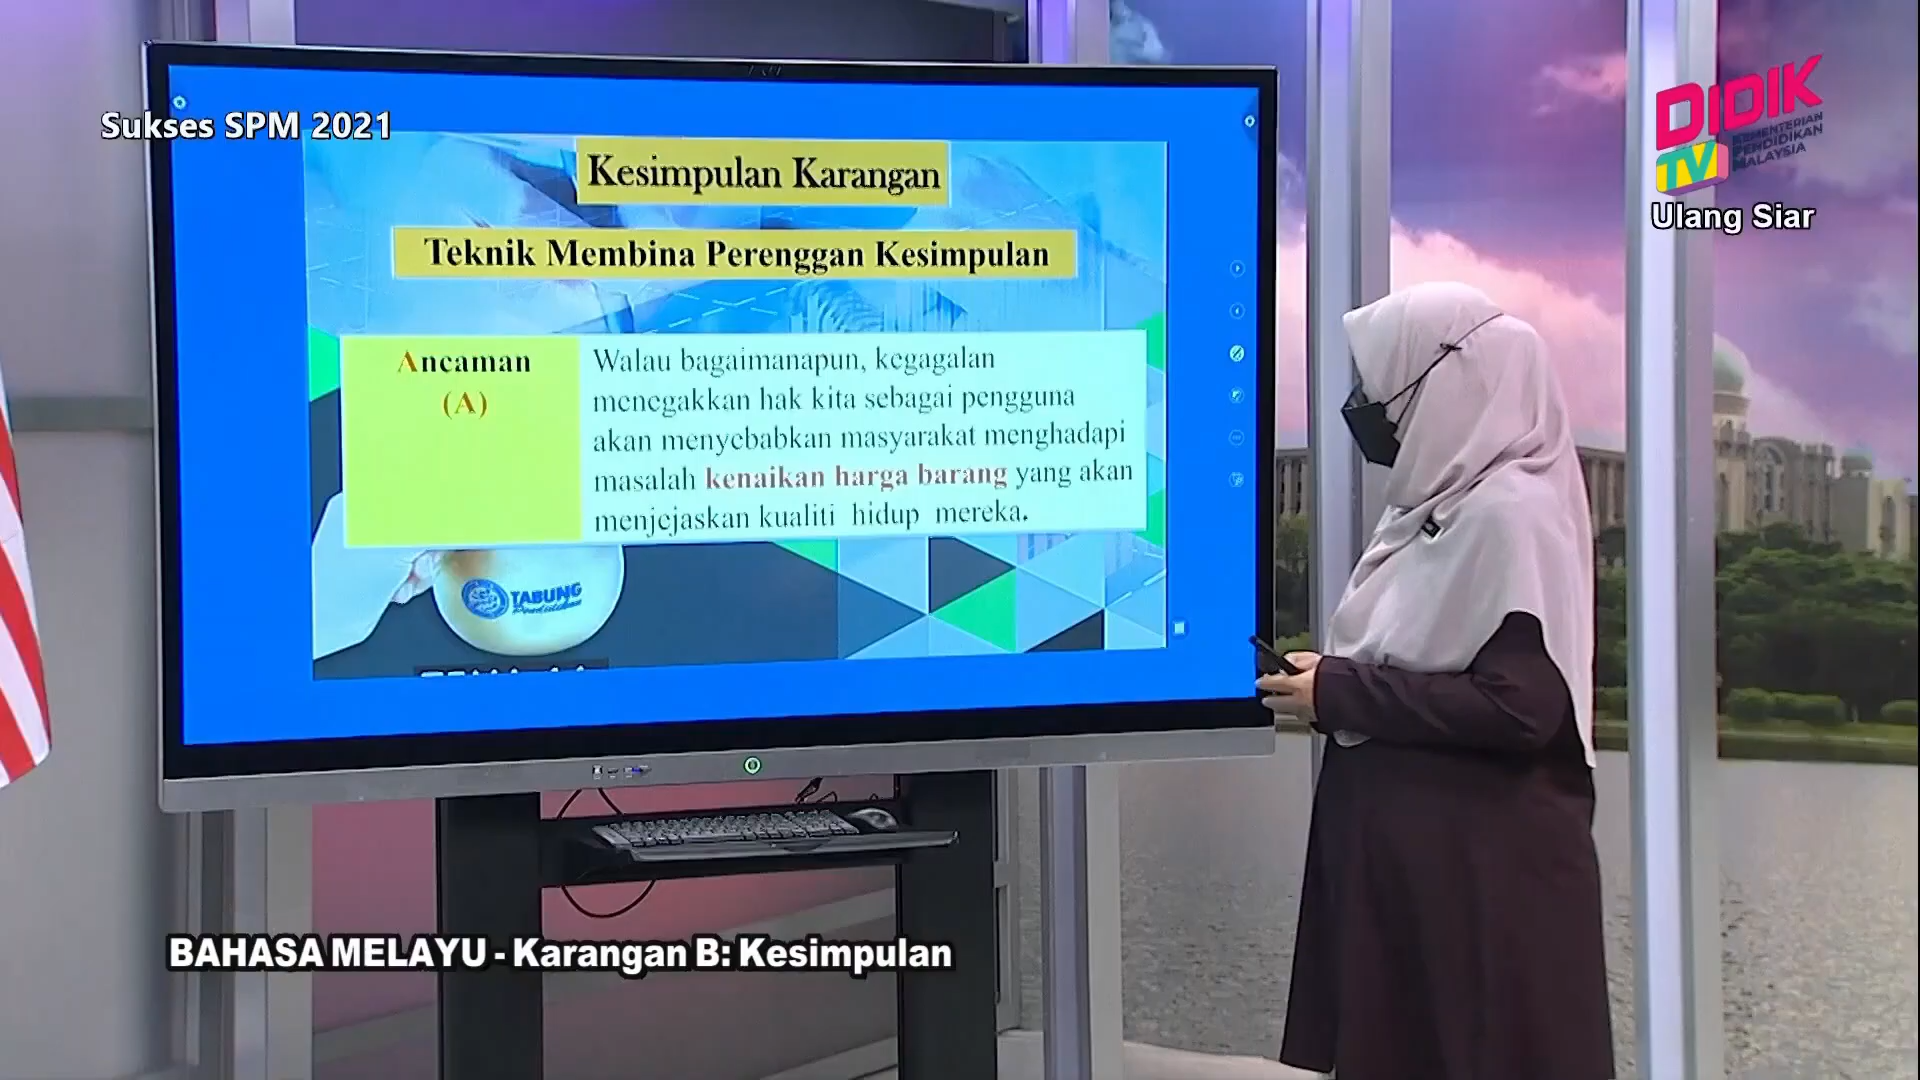 Sukses SPM 2021
DIDIK
TV
KEMENTERIAN
PENDIDIKAN
MALAYSIA
Ulang Siar
Kesimpulan Karangan
Teknik Membina Perenggan Kesimpulan
Ancaman
(A)
Walau bagaimanapun, kegagalan
menegakkan hak kita sebagai pengguna
akan menyebabkan masyarakat menghadapi
masalah kenaikan harga barang yang akan
menjejaskan kualiti hidup mereka.
TABUNG
Pendidikan
BAHASA MELAYU - Karangan B: Kesimpulan